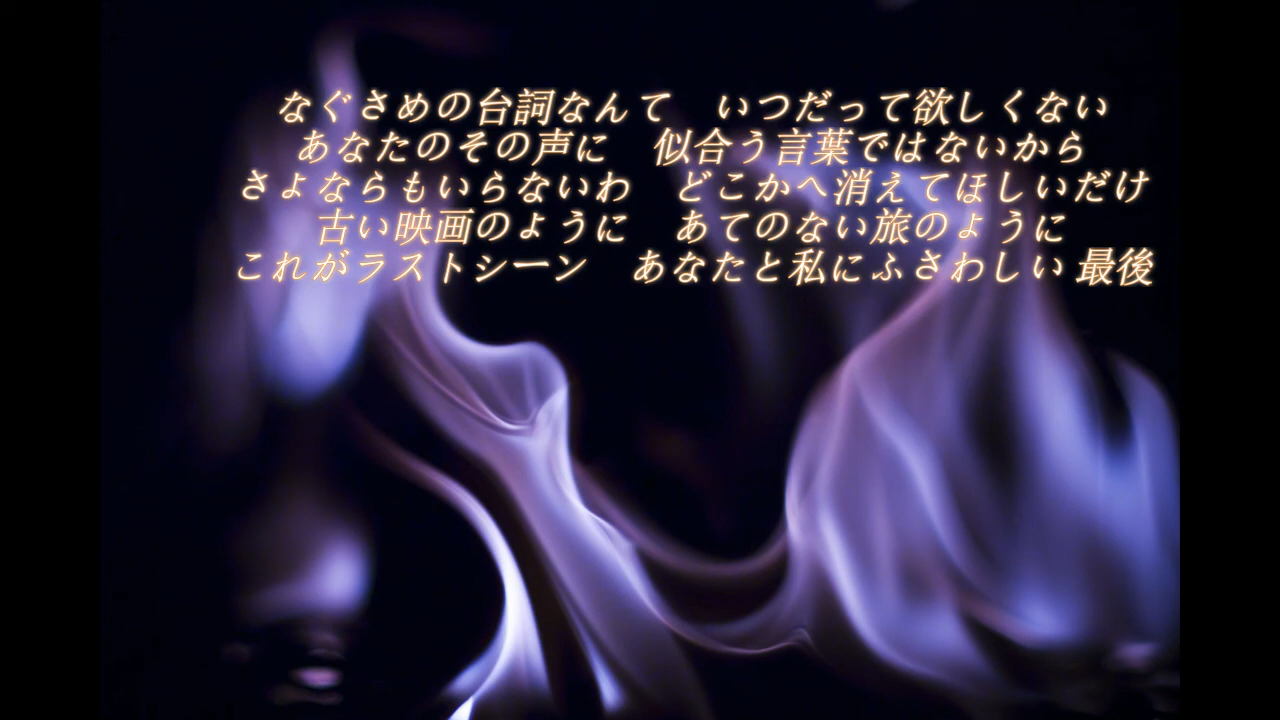 なぐさめの台詞なんて　いつだって欲しくない
あなたのその声に　似合う言葉ではないから
さよならもいらないわ　どこかへ消えてほしいだけ
古い映画のように　あてのない旅のように
これがラストシーン　あなたと私にふさわしい 最後